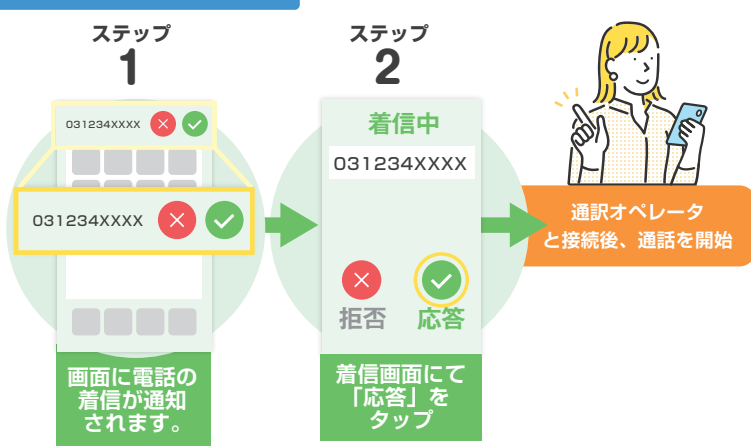 ステップ
1
031234XXXX
031234XXXX
画面に電話の
着信が通知
されます。
ステップ
2
着信中
031234XXXX
拒否
応答
着信画面にて
「応答」を
タップ
通訳オペレータ
と接続後、通話を開始